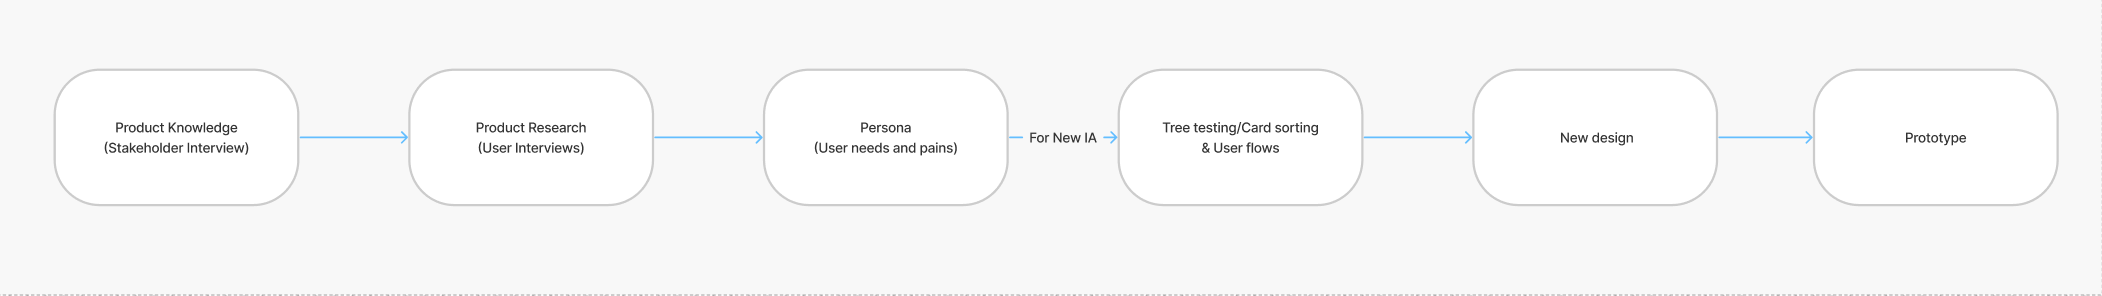 Product Knowledge
(Stakeholder Interview)
Product Research
(User Interviews)
Persona
(User needs and pains)
For New IA
Tree testing/Card sorting
& User flows
New design
Prototype